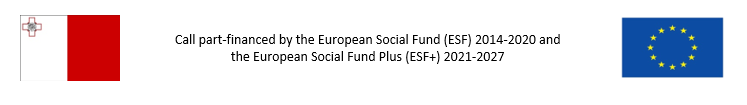 Call part-financed by the European Social Fund (ESF) 2014-2020 and
the European Social Fund Plus (ESF+) 2021-2027